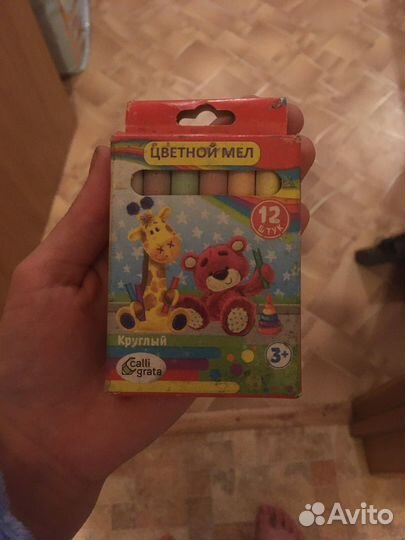 ЦВЕТНОЙ МЕЛ
12
ШТУК
Круглый
calli
grata
3+
Avito